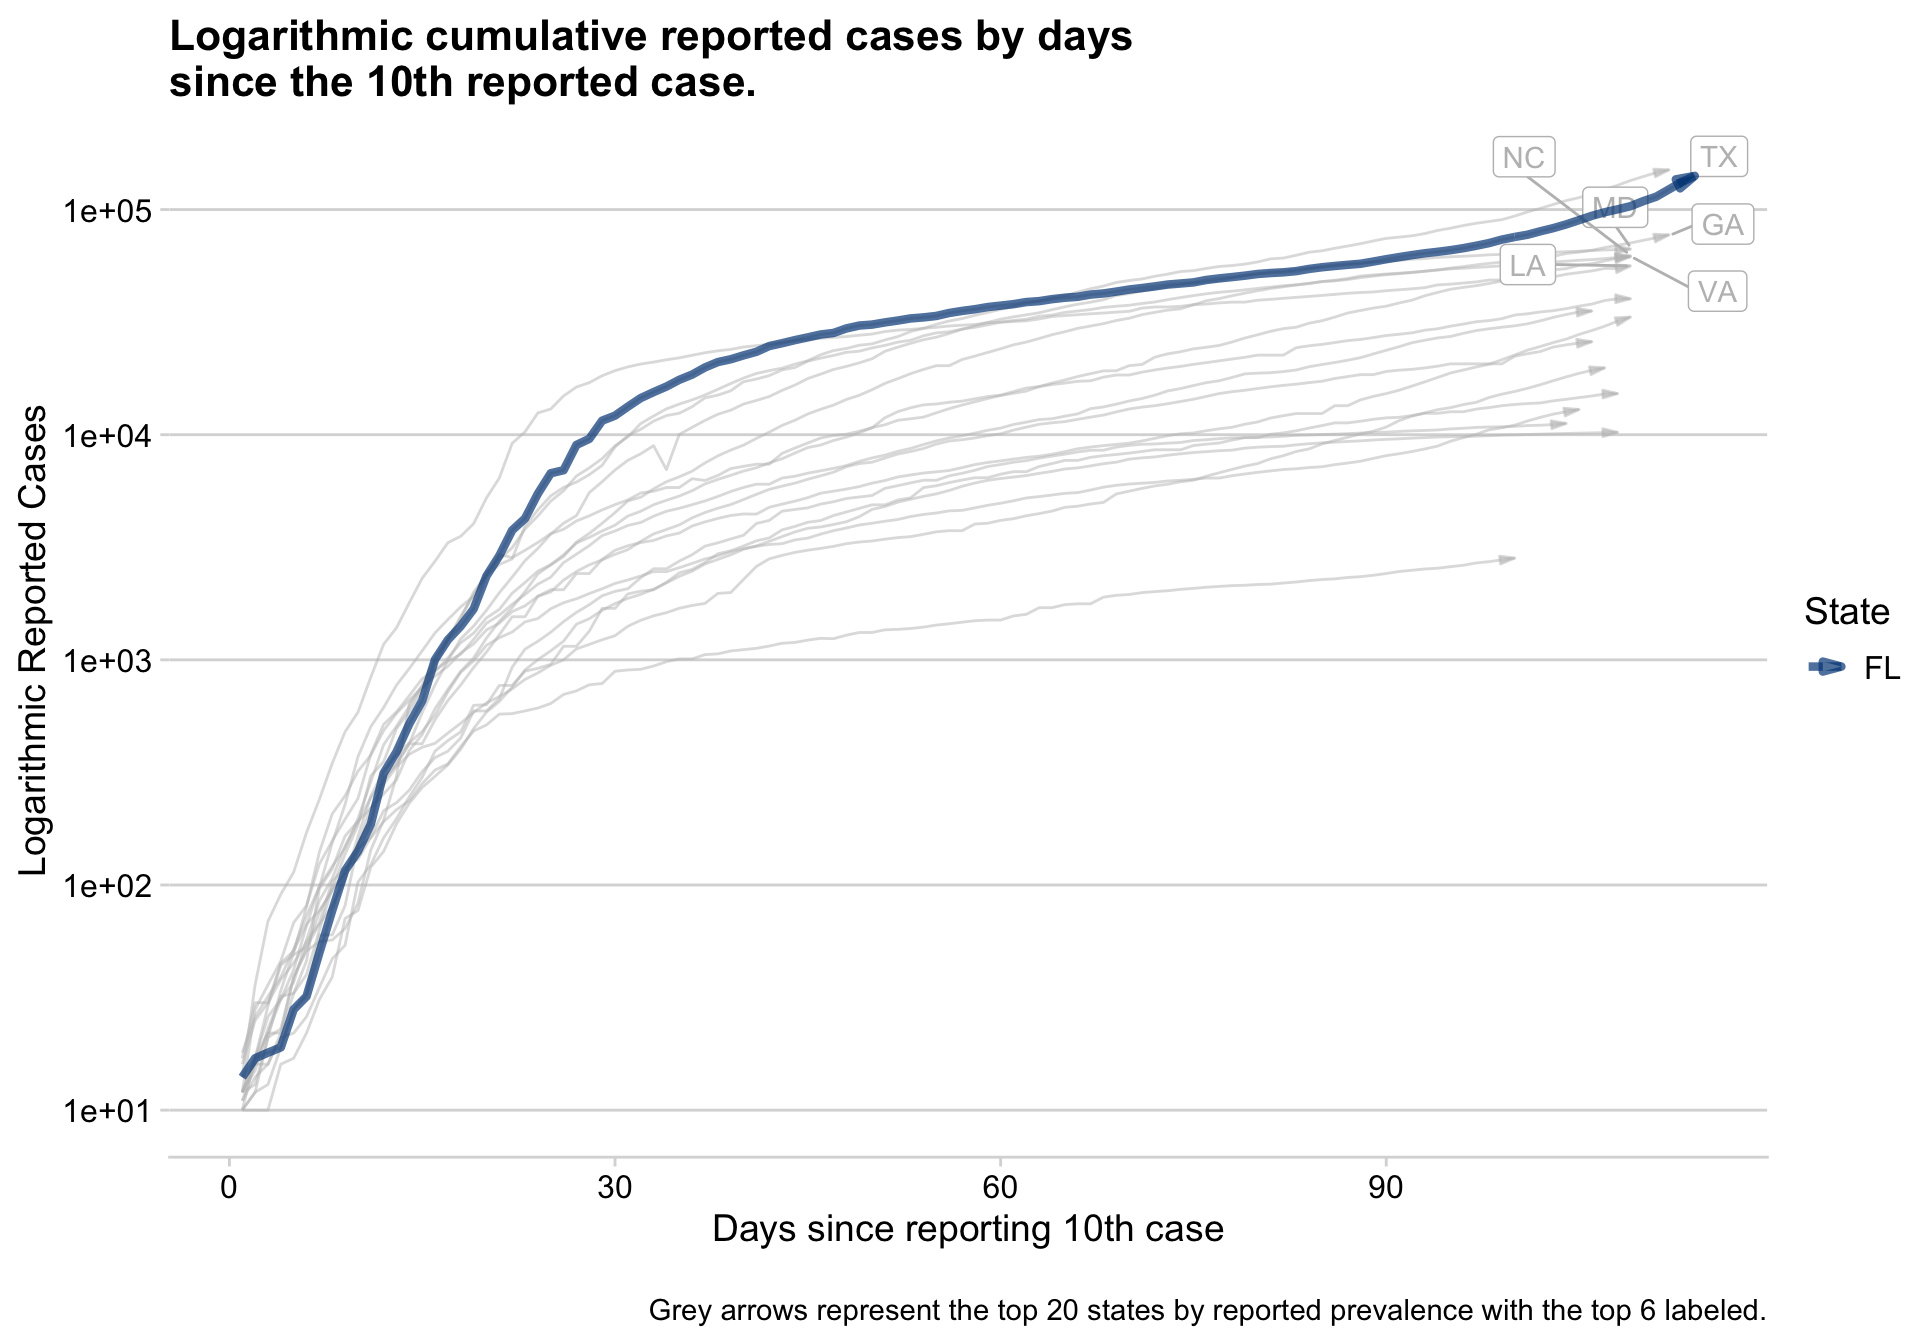 Logarithmic cumulative reported cases by days
since the 10th reported case.
NC
TX
MD
GA
LA
VA
1e+05
1e+04
1e+03
1e+02
1e+01
Logarithmic Reported Cases
State
FL
0 30 60 90
Days since reporting 10th case
Grey arrows represent the top 20 states by reported prevalence with the top 6 labeled.